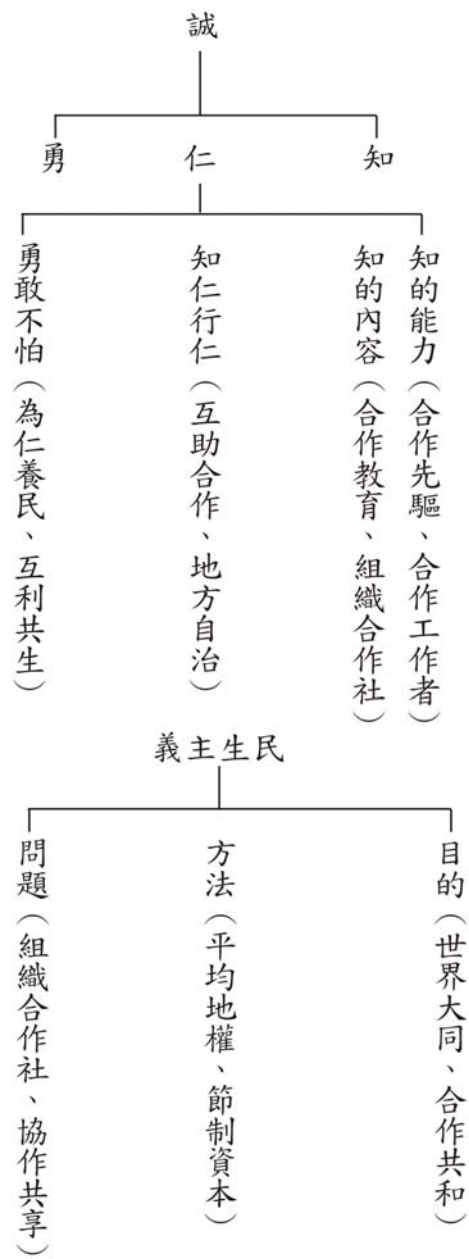 誠
知
仁
勇
知的能力（合作先驅、合作工作者）
知的內容（合作教育、組織合作社）
知仁行仁（互助合作、地方自治）
勇敢不怕（為仁養民、互利共生）
民生主義
目的（世界大同、合作共和）
方法（平均地權、節制資本）
問題（組織合作社、協作共享）